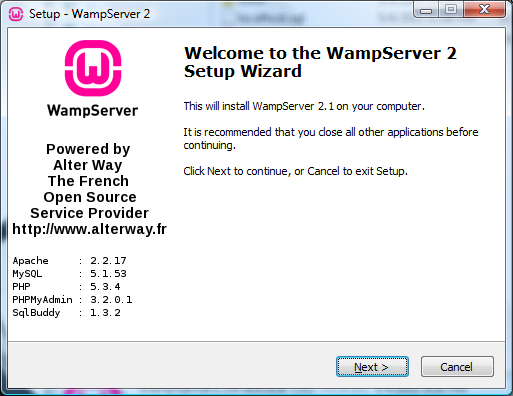 Setup - WampServer 2
WampServer
Powered by
Alter Way
The French
Open Source
Service Provider
http://www.alterway.fr
Apache : 2.2.17
MySQL : 5.1.53
PHP : 5.3.4
PHPMyAdmin : 3.2.0.1
SqlBuddy : 1.3.2
Welcome to the WampServer 2
Setup Wizard
This will install WampServer 2.1 on your computer.
It is recommended that you close all other applications before
continuing.
Click Next to continue, or Cancel to exit Setup.
Next >
Cancel